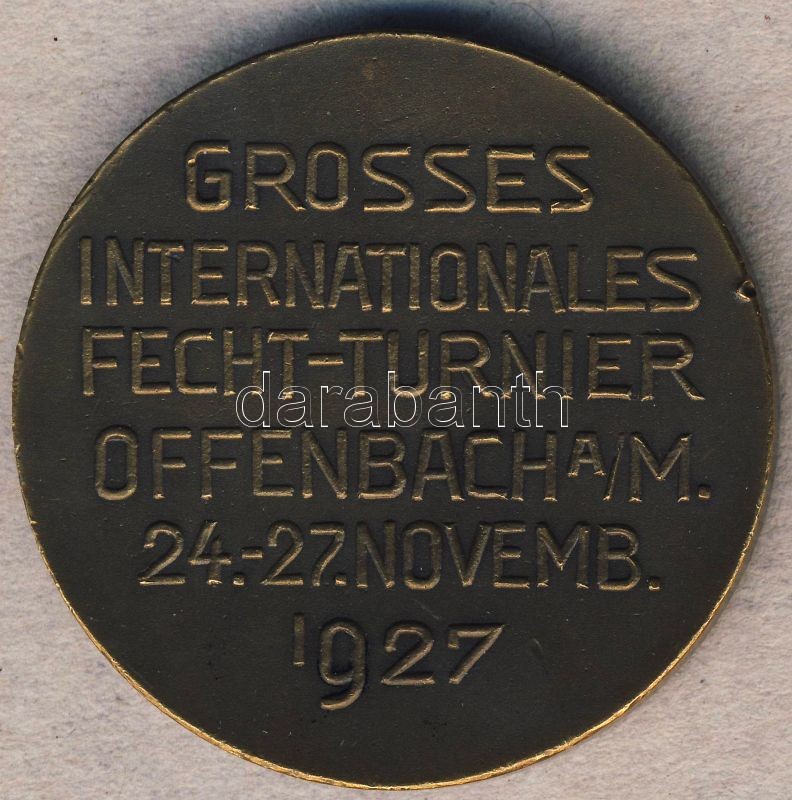 GROSSES
INTERNATIONALES
FECHT-TURNIER
darabanth
OFFENBACH A/M.
24.-27. NOVEMB.
1927